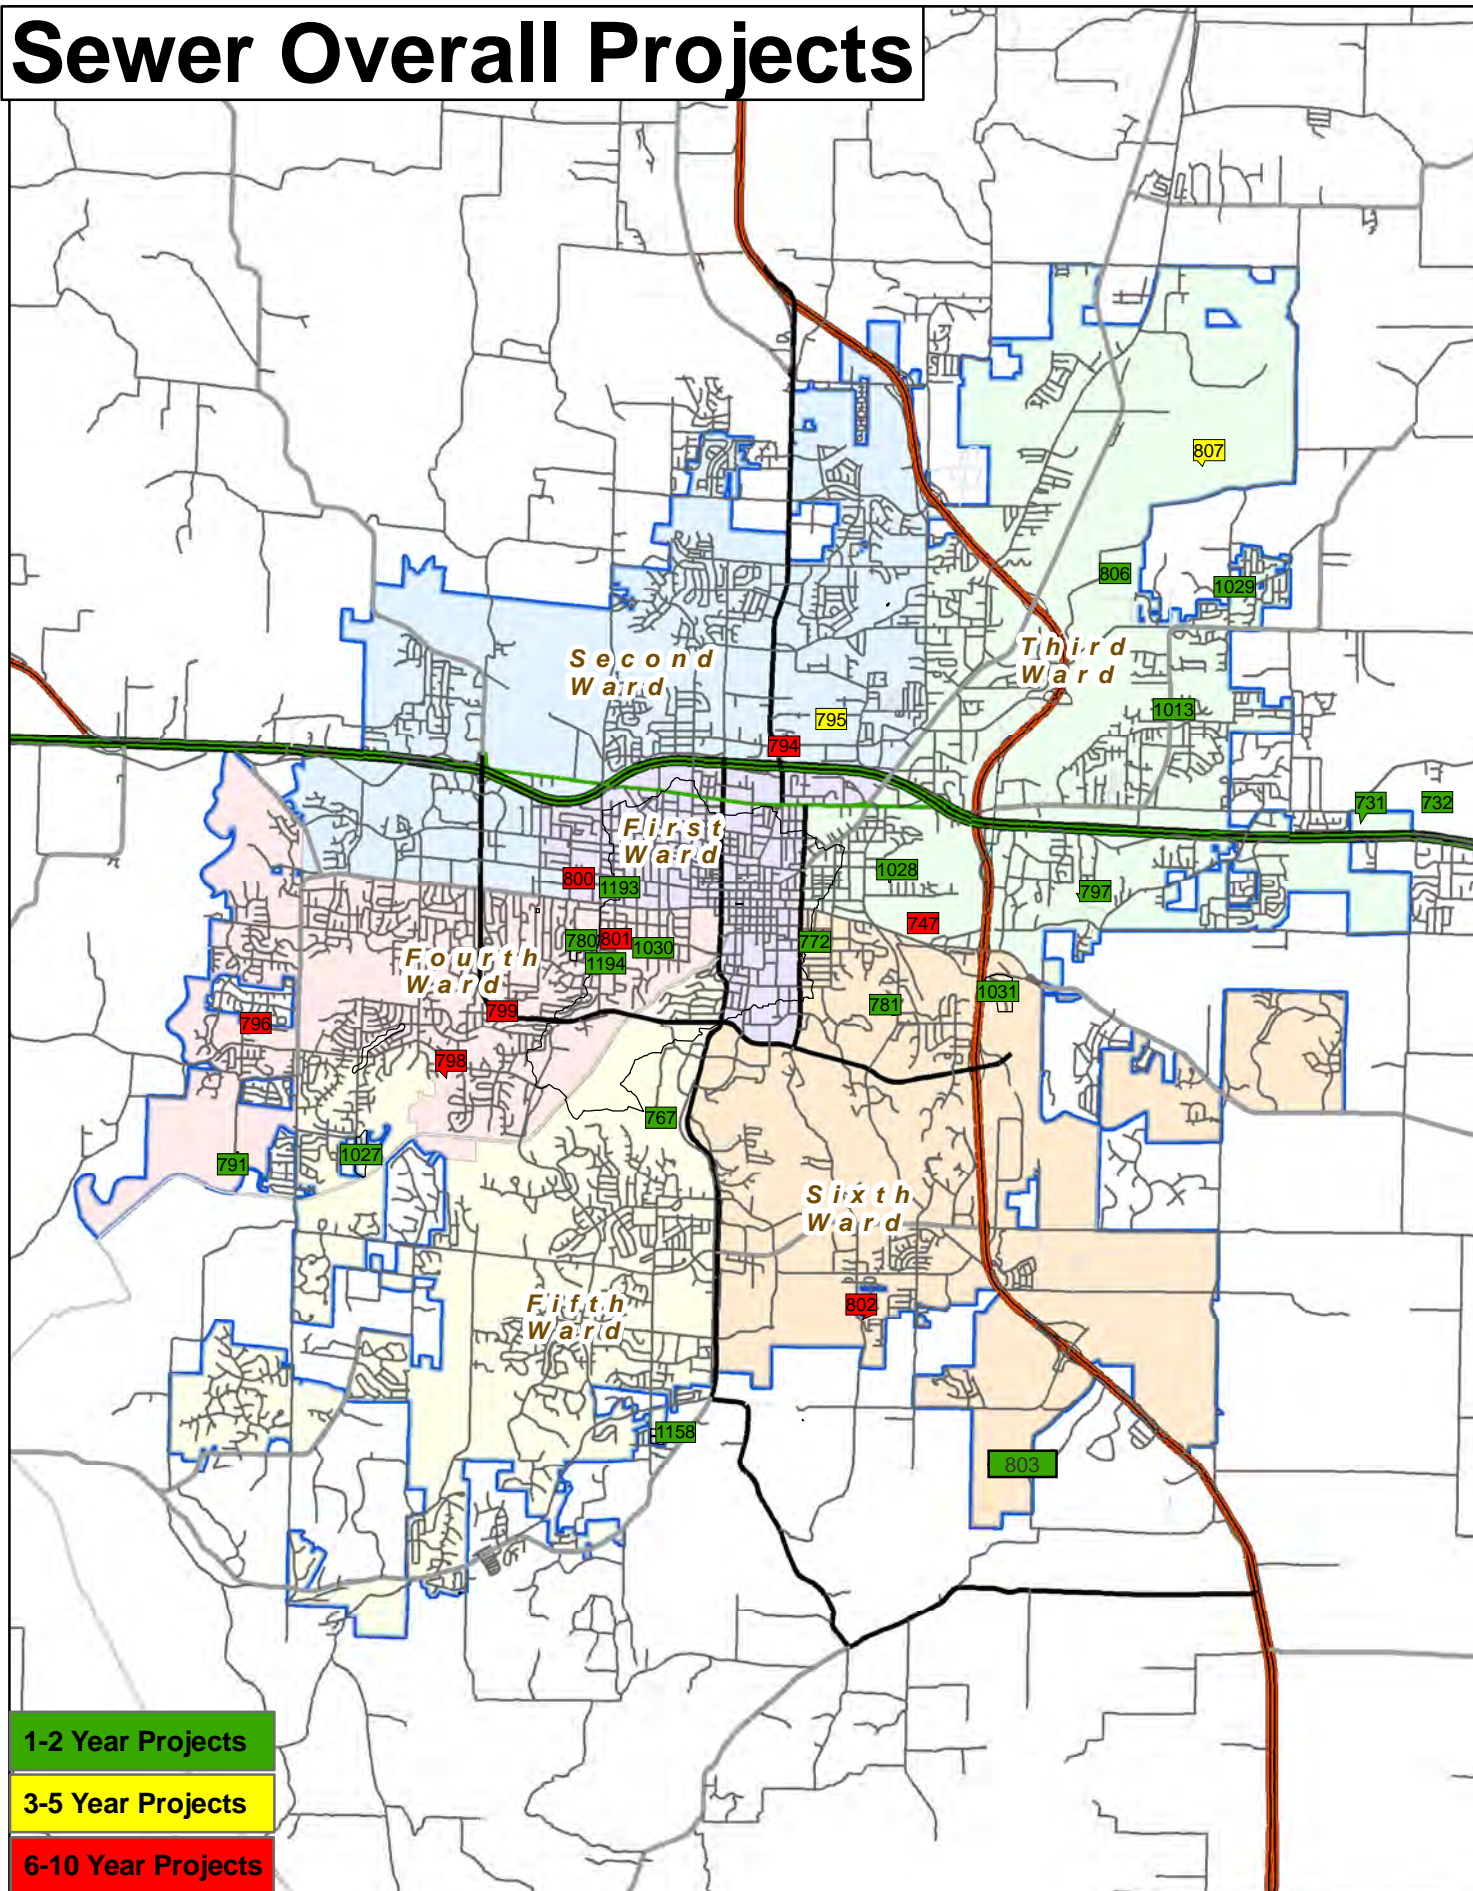 Sewer Overall Projects
807
806
1029
Second
Ward
Third
Ward
1013
795
794
731
732
First
Ward
1028
800
1193
797
747
780
801
1030
772
Fourth
Ward
1194
1031
781
799
796
798
767
1027
791
Sixth
Ward
Fifth
Ward
802
1158
803
1-2 Year Projects
3-5 Year Projects
6-10 Year Projects